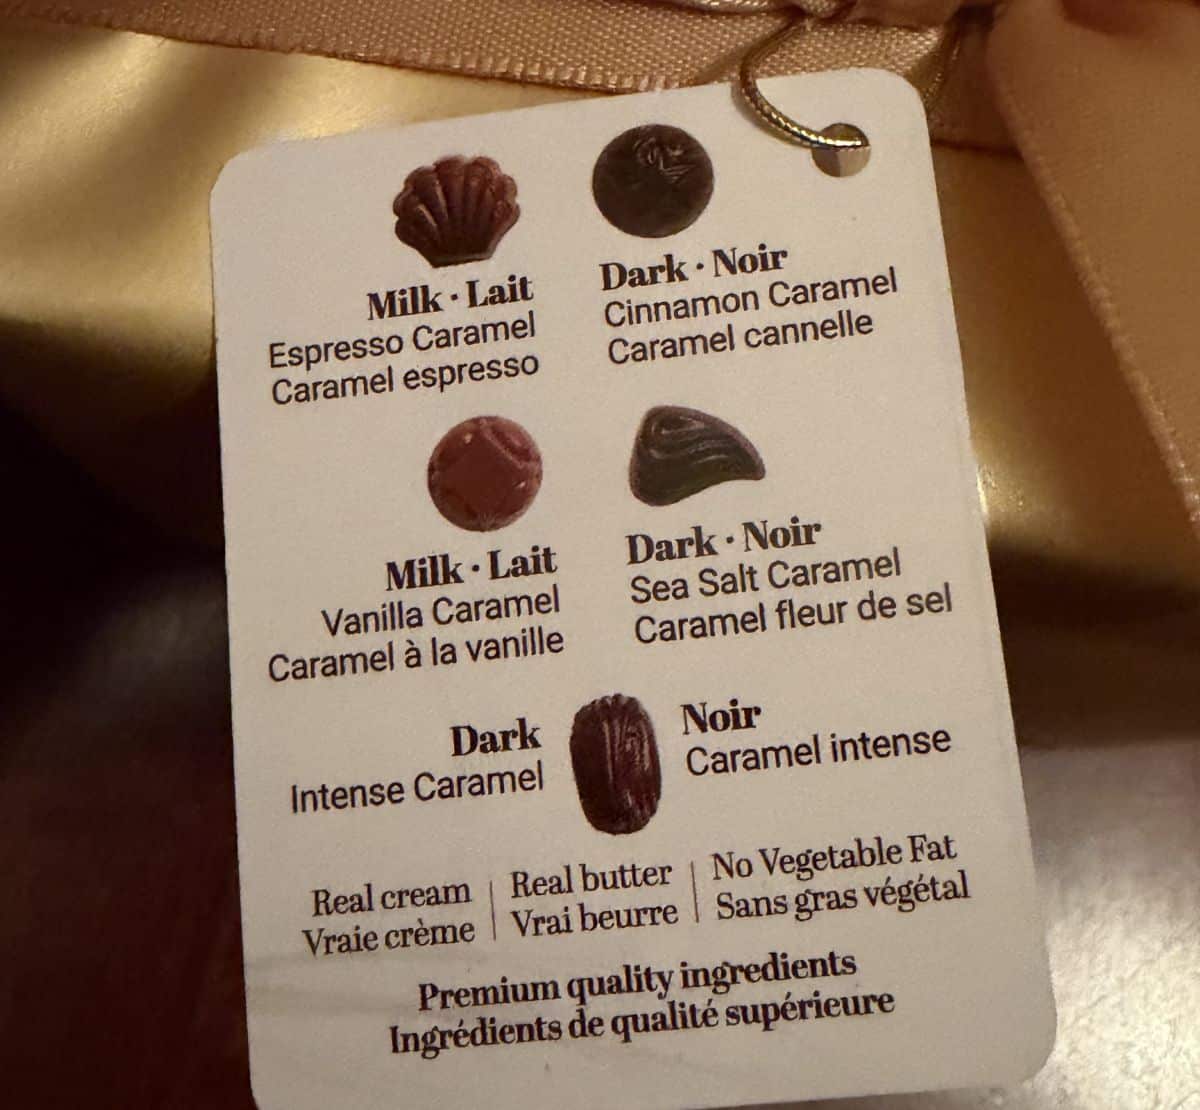 Milk · Lait
Espresso Caramel
Caramel espresso
Dark · Noir
Cinnamon Caramel
Caramel cannelle
Milk · Lait
Vanilla Caramel
Caramel à la vanille
Dark · Noir
Sea Salt Caramel
Caramel fleur de sel
Dark
Intense Caramel
Noir
Caramel intense
Real cream
Vraie crème
Real butter
Vrai beurre
No Vegetable Fat
Sans gras végétal
Premium quality ingredients
Ingrédients de qualité supérieure